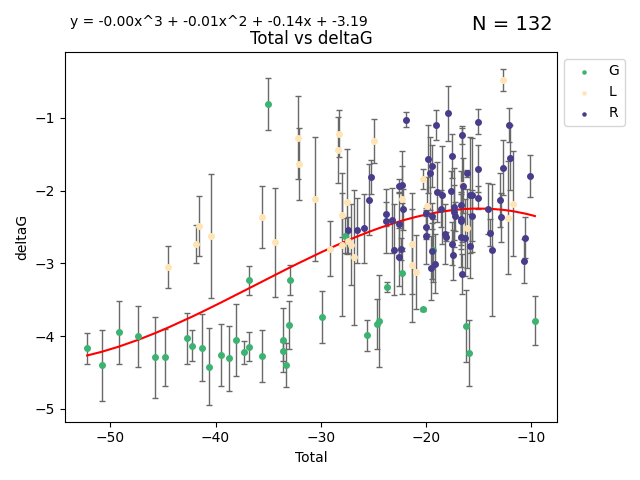 y = -0.00x^3 + -0.01x^2 + -0.14x + -3.19
N = 132
Total vs deltaG
G
L
R
deltaG
−1
−2
−3
−4
−5
−50
−40
−30
−20
−10
Total